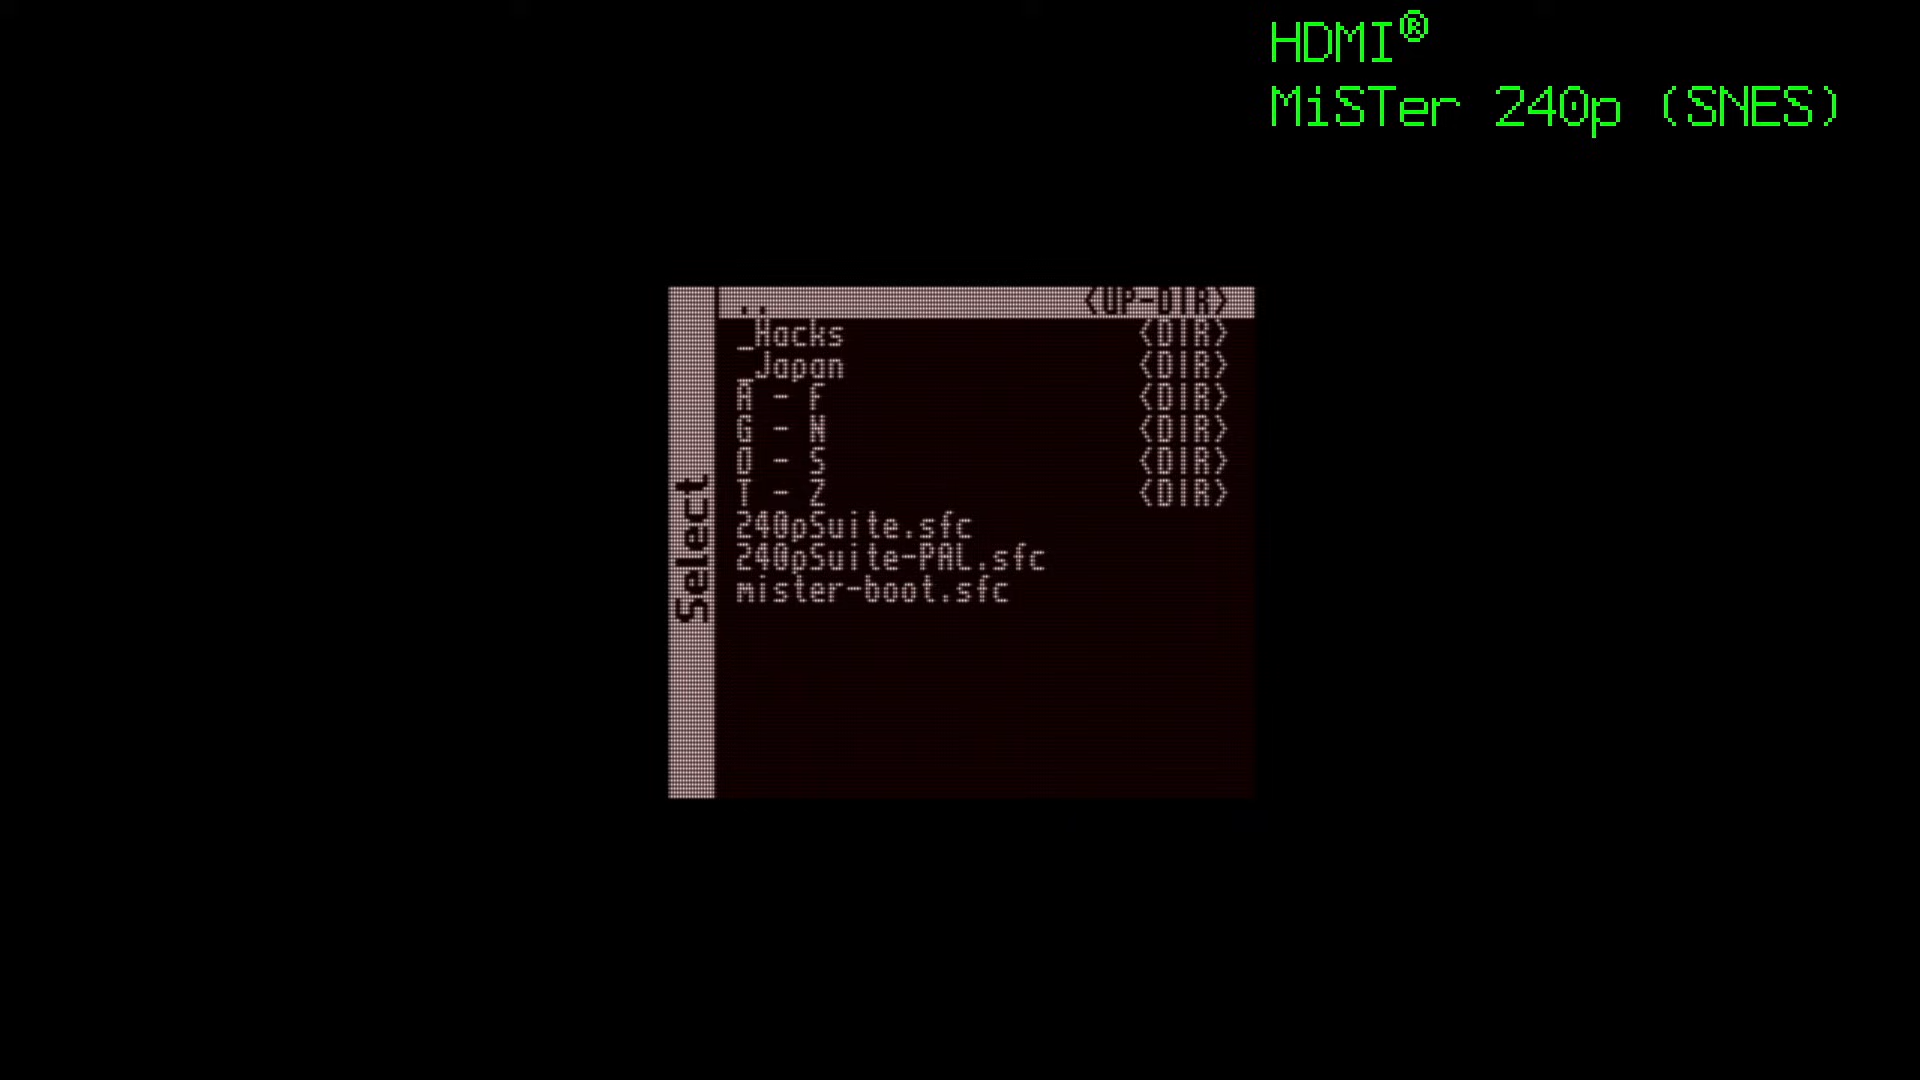 HDMI®
MiSTer 240p (SNES)
Select
.. <UP-DIR>
_Hacks <DIR>
_Japan <DIR>
A - F <DIR>
G - N <DIR>
O - S <DIR>
T - Z <DIR>
240pSuite.sfc
240pSuite-PAL.sfc
mister-boot.sfc